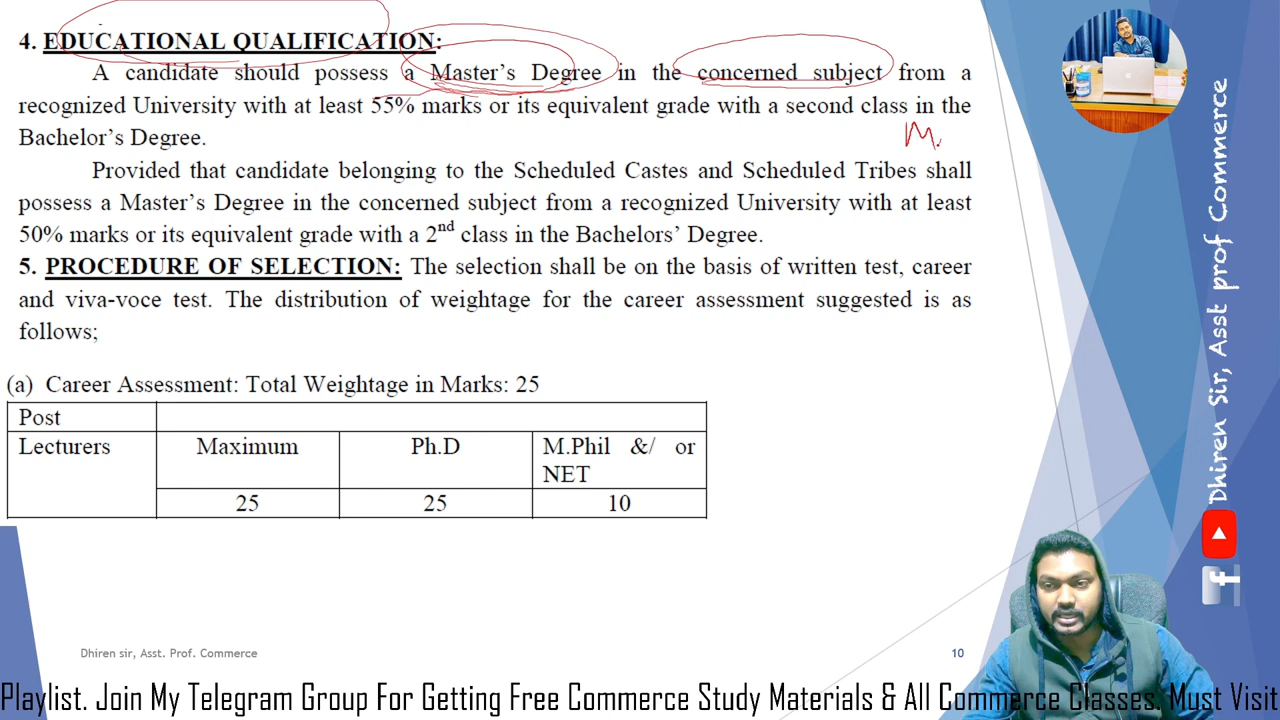 4. EDUCATIONAL QUALIFICATION:
A candidate should possess a Master's Degree in the concerned subject from a
recognized University with at least 55% marks or its equivalent grade with a second class in the
Bachelor's Degree.
M.
Provided that candidate belonging to the Scheduled Castes and Scheduled Tribes shall
possess a Master's Degree in the concerned subject from a recognized University with at least
50% marks or its equivalent grade with a 2nd class in the Bachelors' Degree.
5. PROCEDURE OF SELECTION: The selection shall be on the basis of written test, career
and viva-voce test. The distribution of weightage for the career assessment suggested is as
follows;
(a) Career Assessment: Total Weightage in Marks: 25
Post
Lecturers Maximum Ph.D M.Phil &/ or
NET
25 25 10
Dhiren Sir, Asst prof Commerce
f
Dhiren sir, Asst. Prof. Commerce 10
Playlist. Join My Telegram Group For Getting Free Commerce Study Materials & All Commerce Classes. Must Visit